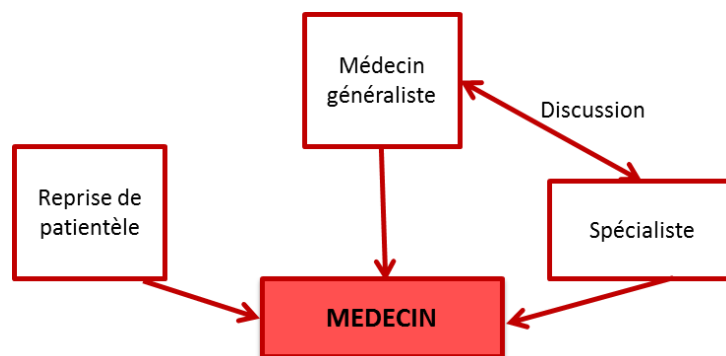 Médecin
généraliste
Discussion
Reprise de
patientèle
Spécialiste
MEDECIN